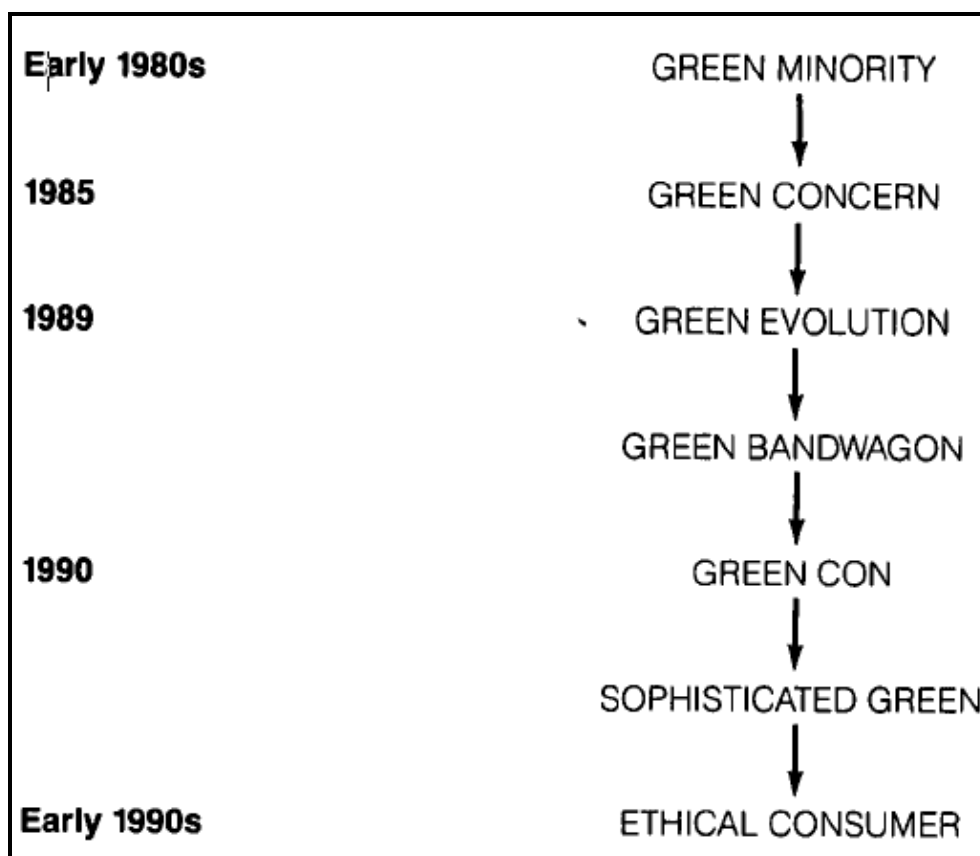 Early 1980s GREEN MINORITY
1985 GREEN CONCERN
1989 GREEN EVOLUTION
GREEN BANDWAGON
1990 GREEN CON
SOPHISTICATED GREEN
Early 1990s ETHICAL CONSUMER